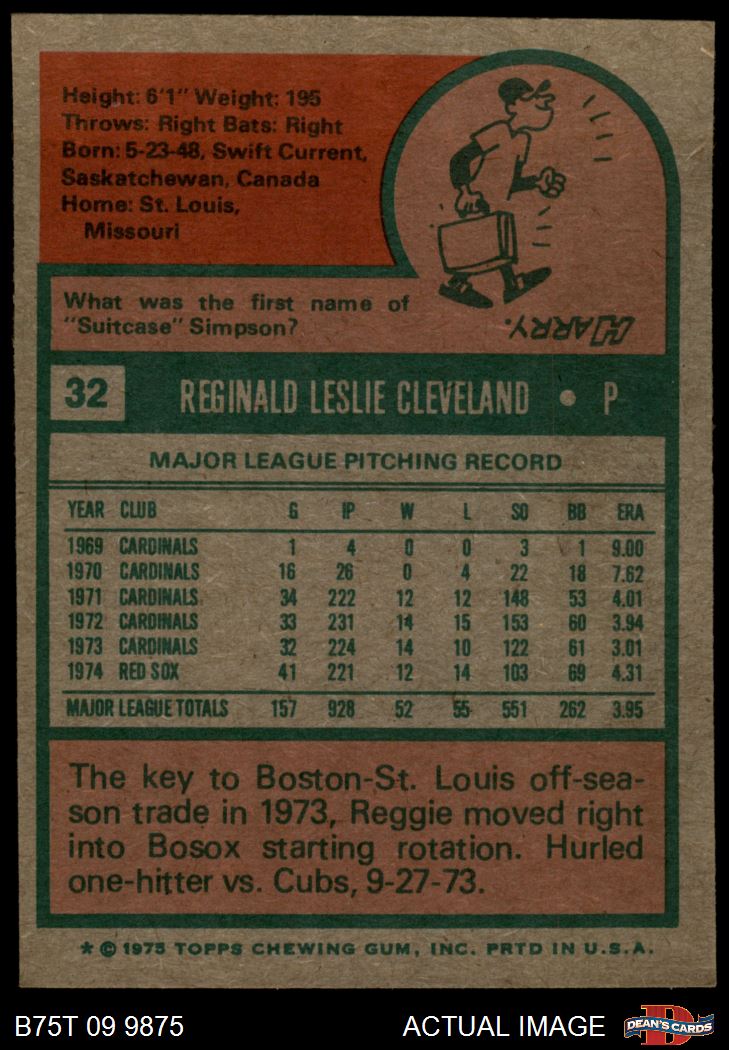 Height: 6'1" Weight: 195
Throws: Right Bats: Right
Born: 5-23-48, Swift Current,
Saskatchewan, Canada
Home: St. Louis,
Missouri
What was the first name of
"Suitcase" Simpson?
HARRY.
32 REGINALD LESLIE CLEVELAND • P
MAJOR LEAGUE PITCHING RECORD
YEAR CLUB G IP W L SO BB ERA
1969 CARDINALS 1 4 0 0 3 1 9.00
1970 CARDINALS 16 26 0 4 22 18 7.62
1971 CARDINALS 34 222 12 12 148 53 4.01
1972 CARDINALS 33 231 14 15 153 60 3.94
1973 CARDINALS 32 224 14 10 122 61 3.01
1974 RED SOX 41 221 12 14 103 69 4.31
MAJOR LEAGUE TOTALS 157 928 52 55 551 262 3.95
The key to Boston-St. Louis off-sea-
son trade in 1973, Reggie moved right
into Bosox starting rotation. Hurled
one-hitter vs. Cubs, 9-27-73.
* © 1975 TOPPS CHEWING GUM, INC. PRTD IN U.S.A.
B75T 09 9875 ACTUAL IMAGE D DEAN'S CARDS